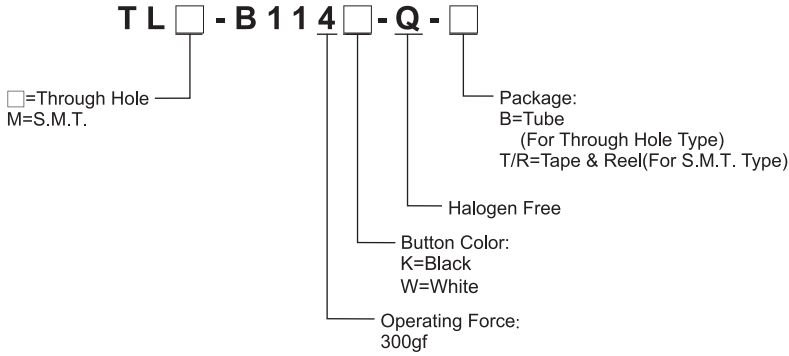 TL□-B114□-Q-□
□=Through Hole
M=S.M.T.
Package:
B=Tube
(For Through Hole Type)
T/R=Tape & Reel(For S.M.T. Type)
Halogen Free
Button Color:
K=Black
W=White
Operating Force:
300gf